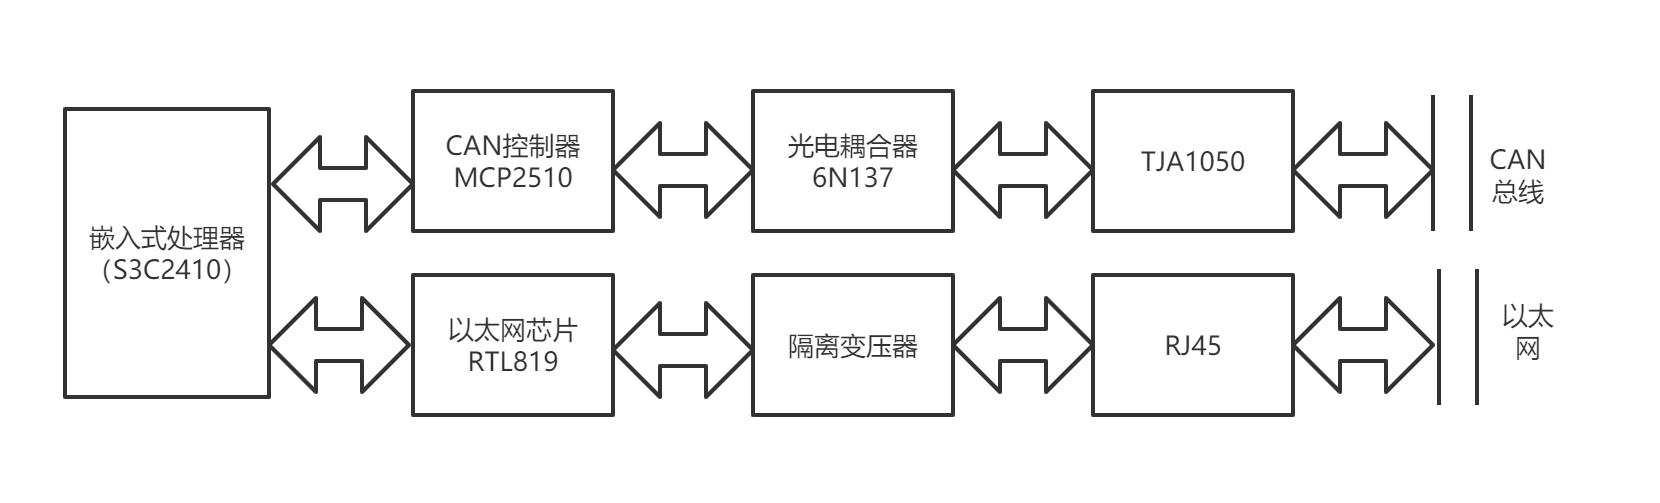 嵌入式处理器
（S3C2410）
CAN控制器
MCP2510
光电耦合器
6N137
TJA1050
CAN
总线
以太网芯片
RTL819
隔离变压器
RJ45
以太
网